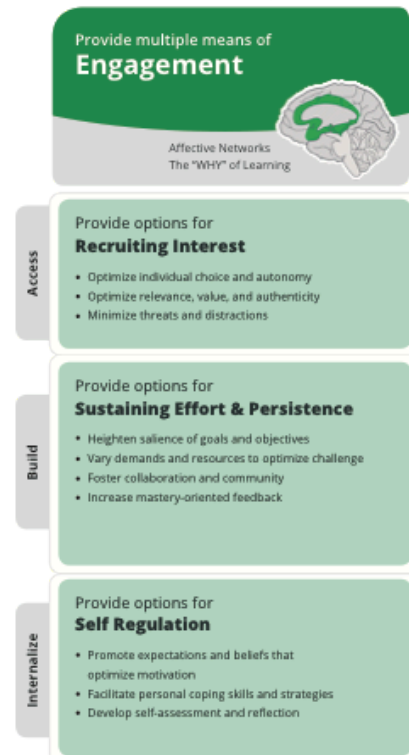 Provide multiple means of
Engagement
Affective Networks
The "WHY" of Learning
Access
Provide options for
Recruiting Interest
• Optimize individual choice and autonomy
• Optimize relevance, value, and authenticity
• Minimize threats and distractions
Build
Provide options for
Sustaining Effort & Persistence
• Heighten salience of goals and objectives
• Vary demands and resources to optimize challenge
• Foster collaboration and community
• Increase mastery-oriented feedback
Internalize
Provide options for
Self Regulation
• Promote expectations and beliefs that
optimize motivation
• Facilitate personal coping skills and strategies
• Develop self-assessment and reflection